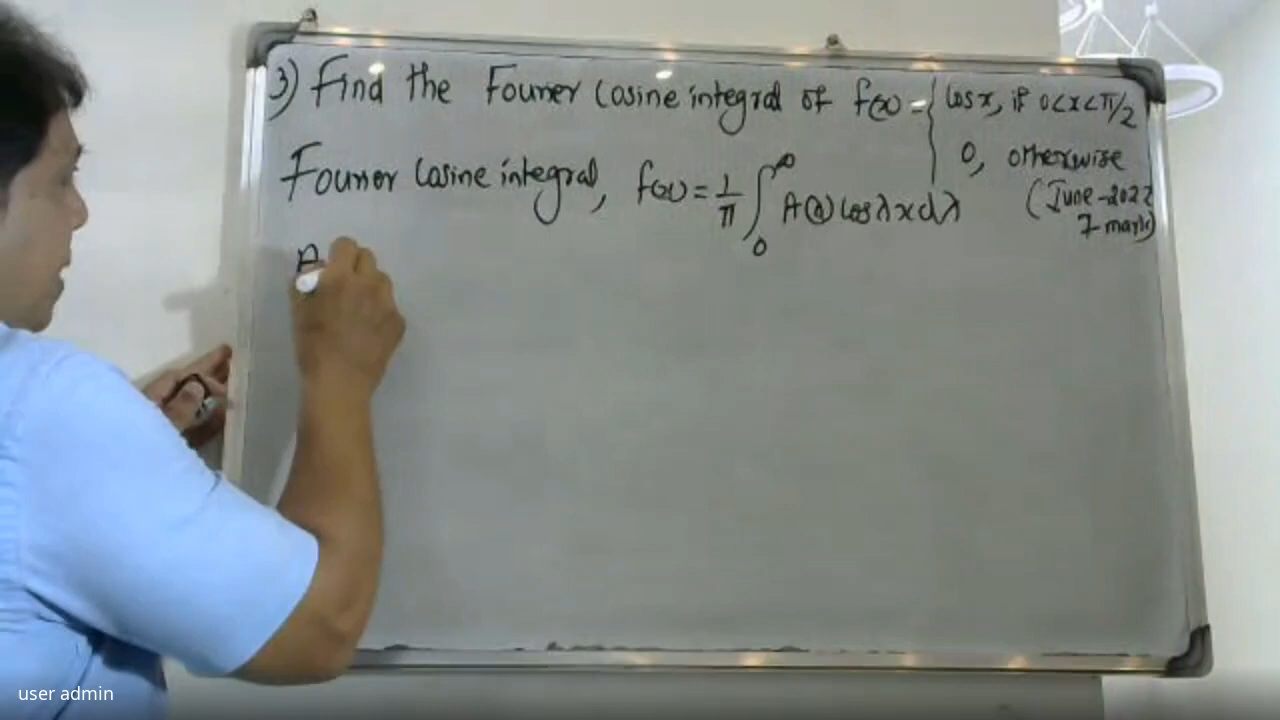 3) Find the Fourier Cosine integral of f(x) = { cos x, if 0<x<π/2
0, otherwise
(June-2022
7 marks)
Fourier Cosine integral, f(x) = 1/π ∫₀^∞ A(λ) cos λx dλ
A
user admin